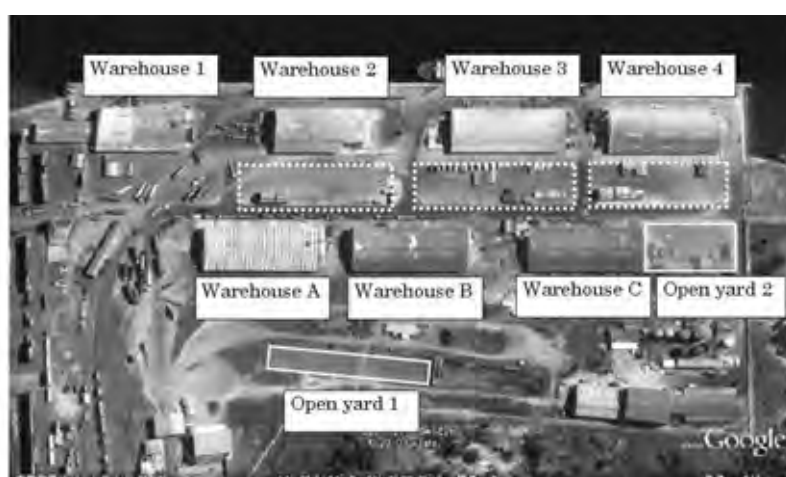 Warehouse 1
Warehouse 2
Warehouse 3
Warehouse 4
Warehouse A
Warehouse B
Warehouse C
Open yard 2
Open yard 1
Google